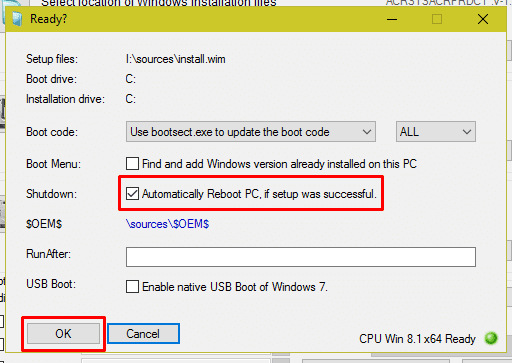 Select location of Windows installation files
Ready?
Setup files: I:\sources\install.wim
Boot drive: C:
Installation drive: C:
Boot code: Use bootsect.exe to update the boot code ALL
Boot Menu: Find and add Windows version already installed on this PC
Shutdown: Automatically Reboot PC, if setup was successful.
$OEM$ \sources\$OEM$
RunAfter:
USB Boot: Enable native USB Boot of Windows 7.
OK Cancel
CPU Win 8.1 x64 Ready